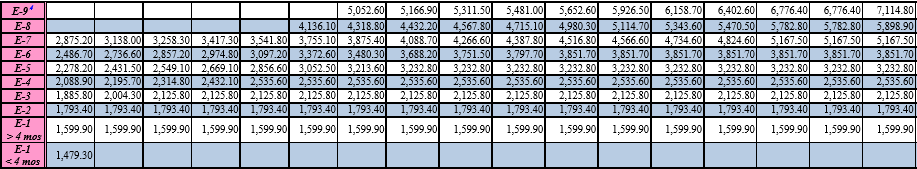 E-9⁴ 5,052.60 5,166.90 5,311.50 5,481.00 5,652.60 5,926.50 6,158.70 6,402.60 6,776.40 6,776.40 7,114.80
E-8 4,136.10 4,318.80 4,432.20 4,567.80 4,715.10 4,980.30 5,114.70 5,343.60 5,470.50 5,782.80 5,782.80 5,898.90
E-7 2,875.20 3,138.00 3,258.30 3,417.30 3,541.80 3,755.10 3,875.40 4,088.70 4,266.60 4,387.80 4,516.80 4,566.60 4,734.60 4,824.60 5,167.50 5,167.50 5,167.50
E-6 2,486.70 2,736.60 2,857.20 2,974.80 3,097.20 3,372.60 3,480.30 3,688.20 3,751.50 3,797.70 3,851.70 3,851.70 3,851.70 3,851.70 3,851.70 3,851.70 3,851.70
E-5 2,278.20 2,431.50 2,549.10 2,669.10 2,856.60 3,052.50 3,213.60 3,232.80 3,232.80 3,232.80 3,232.80 3,232.80 3,232.80 3,232.80 3,232.80 3,232.80 3,232.80
E-4 2,088.90 2,195.70 2,314.80 2,432.10 2,535.60 2,535.60 2,535.60 2,535.60 2,535.60 2,535.60 2,535.60 2,535.60 2,535.60 2,535.60 2,535.60 2,535.60 2,535.60
E-3 1,885.80 2,004.30 2,125.80 2,125.80 2,125.80 2,125.80 2,125.80 2,125.80 2,125.80 2,125.80 2,125.80 2,125.80 2,125.80 2,125.80 2,125.80 2,125.80 2,125.80
E-2 1,793.40 1,793.40 1,793.40 1,793.40 1,793.40 1,793.40 1,793.40 1,793.40 1,793.40 1,793.40 1,793.40 1,793.40 1,793.40 1,793.40 1,793.40 1,793.40 1,793.40
E-1
> 4 mos 1,599.90 1,599.90 1,599.90 1,599.90 1,599.90 1,599.90 1,599.90 1,599.90 1,599.90 1,599.90 1,599.90 1,599.90 1,599.90 1,599.90 1,599.90 1,599.90 1,599.90
E-1
< 4 mos 1,479.30